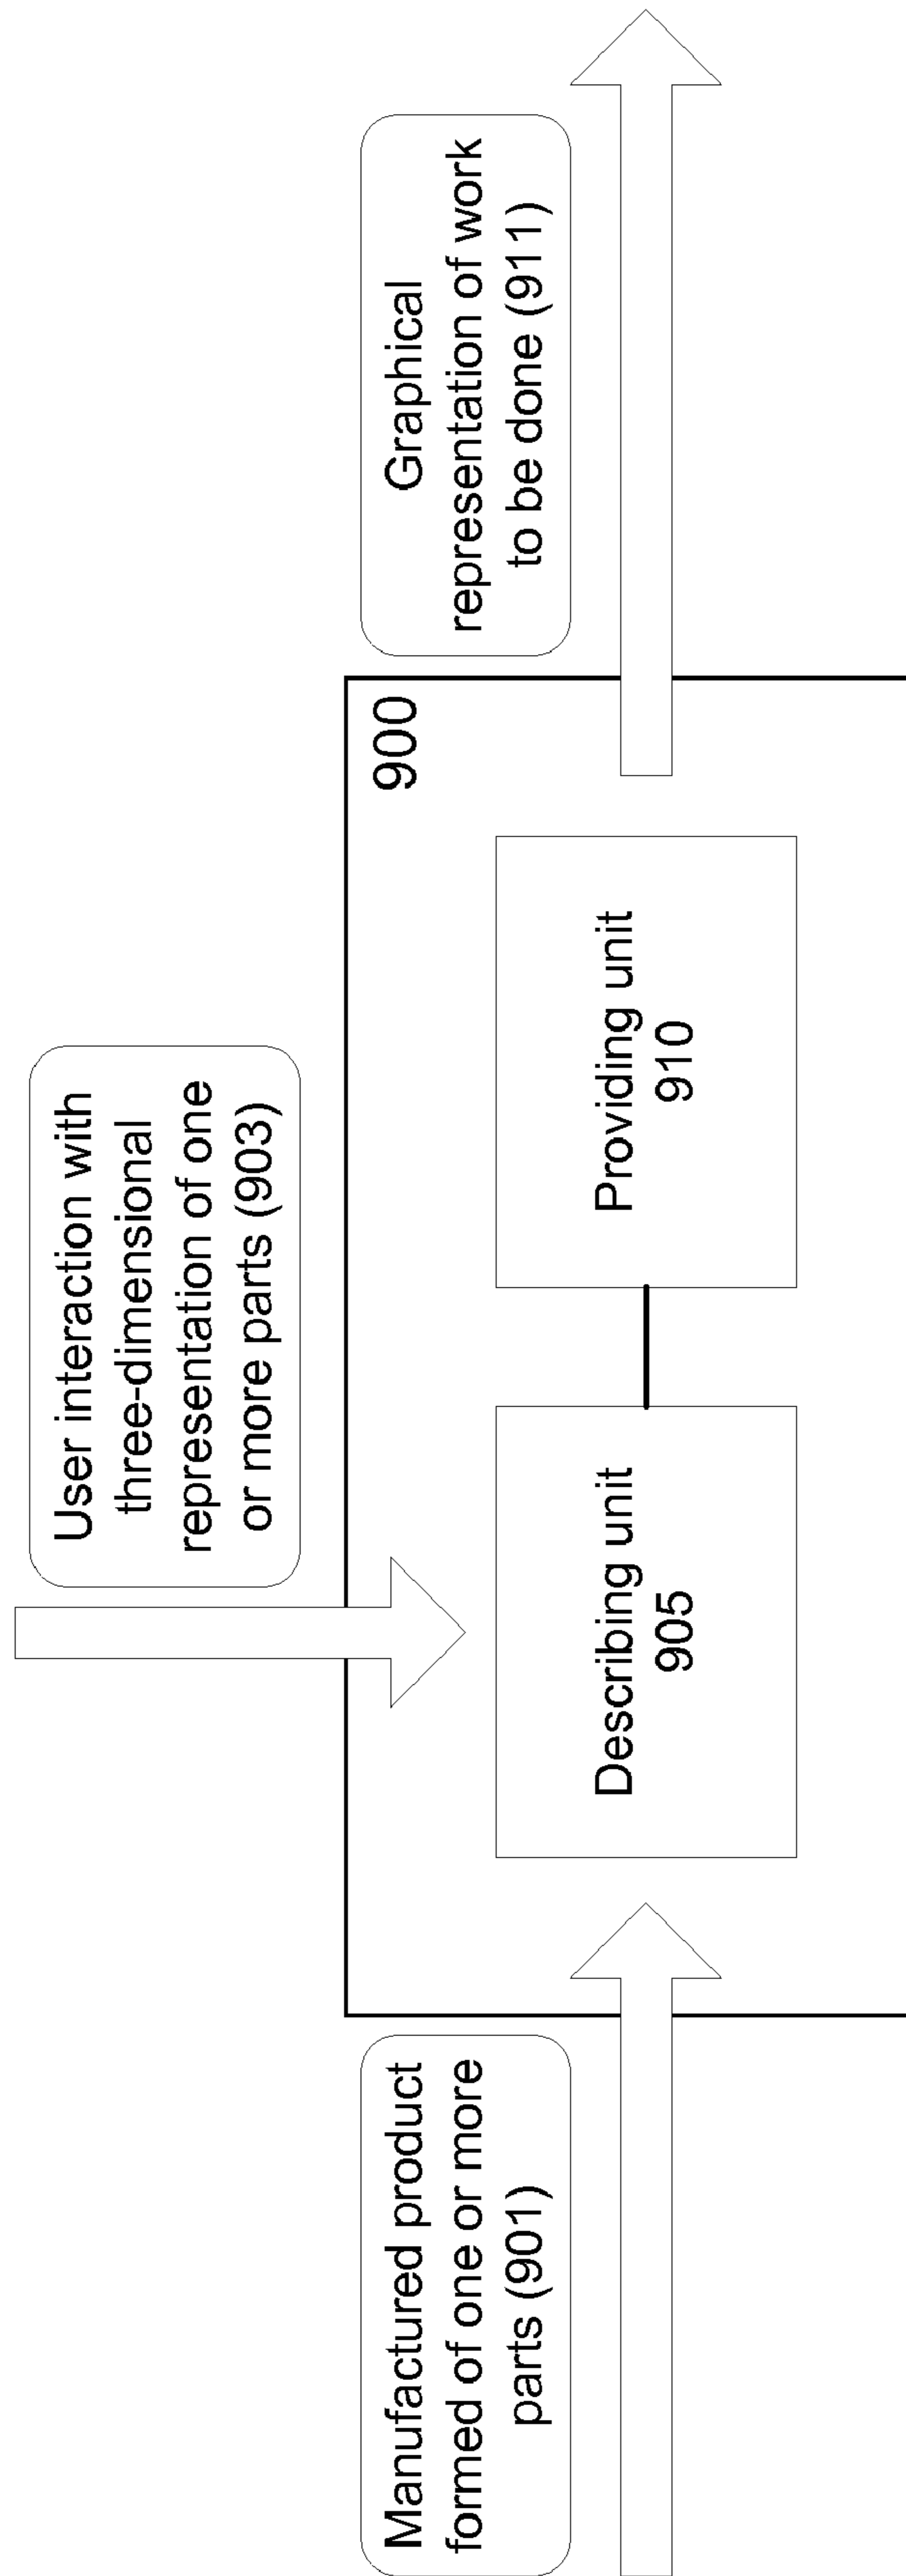 User interaction with
three-dimensional
representation of one
or more parts (903)
Manufactured product
formed of one or more
parts (901)
900
Graphical
representation of work
to be done (911)
Describing unit
905
Providing unit
910